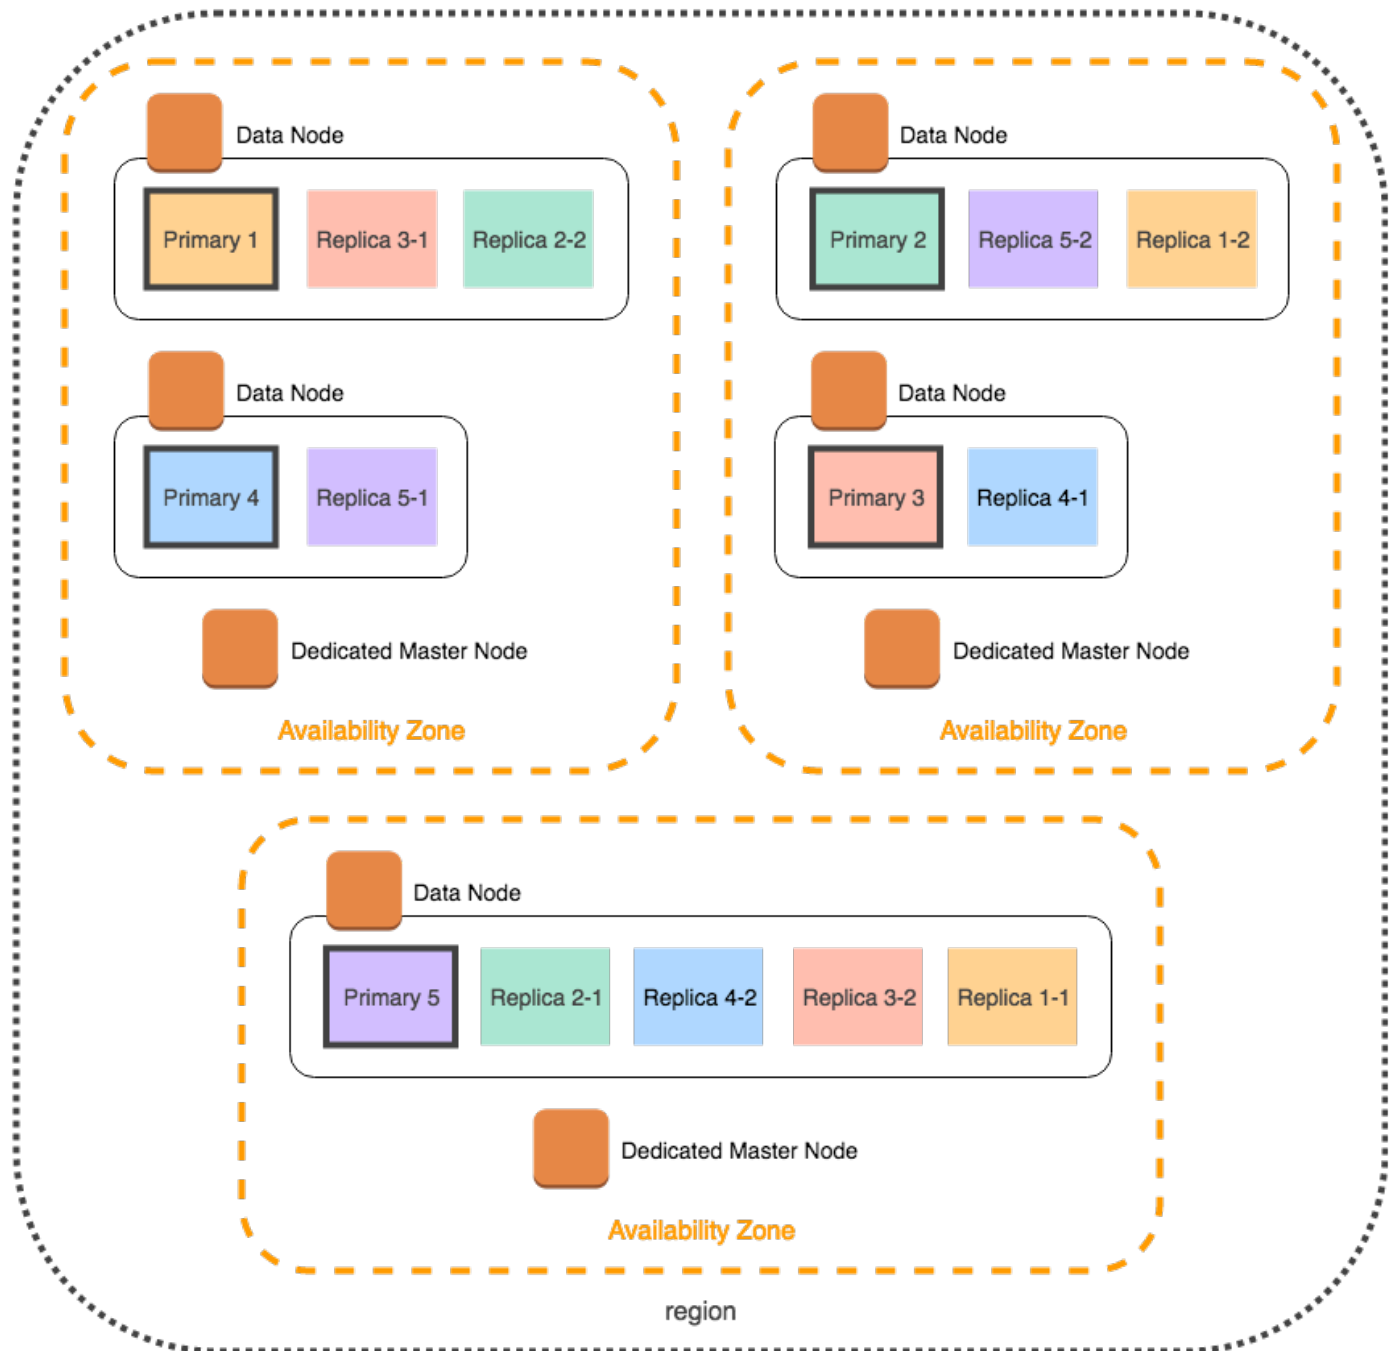 Data Node
Primary 1
Replica 3-1
Replica 2-2
Data Node
Primary 4
Replica 5-1
Dedicated Master Node
Availability Zone
Data Node
Primary 2
Replica 5-2
Replica 1-2
Data Node
Primary 3
Replica 4-1
Dedicated Master Node
Availability Zone
Data Node
Primary 5
Replica 2-1
Replica 4-2
Replica 3-2
Replica 1-1
Dedicated Master Node
Availability Zone
region